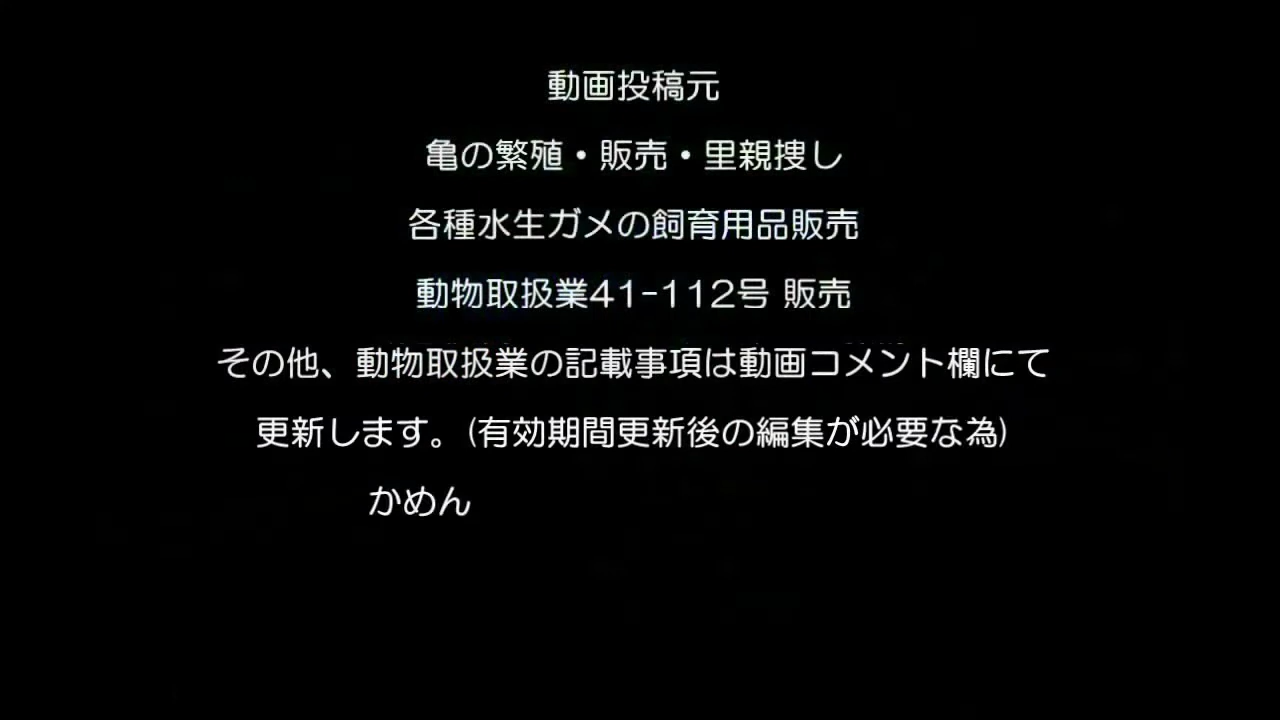 動画投稿元
亀の繁殖・販売・里親捜し
各種水生ガメの飼育用品販売
動物取扱業41-112号 販売
その他、動物取扱業の記載事項は動画コメント欄にて
更新します。(有効期間更新後の編集が必要な為)
かめん